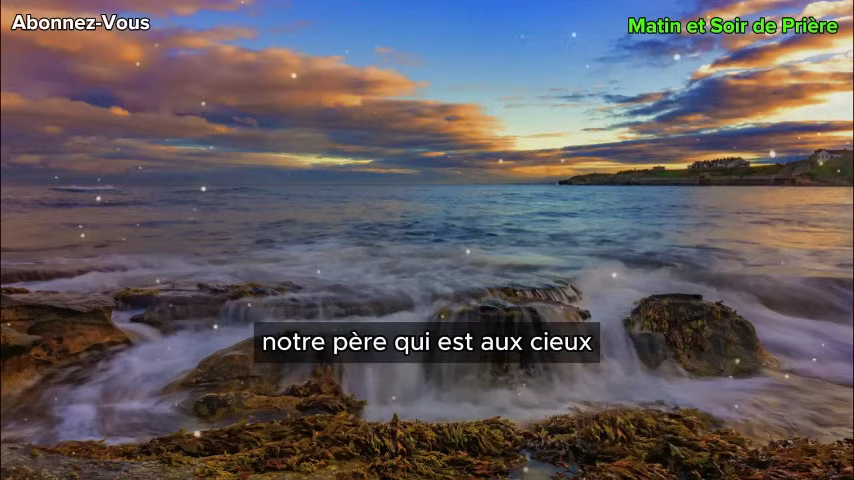 Abonnez-Vous
Matin et Soir de Prière
notre père qui est aux cieux